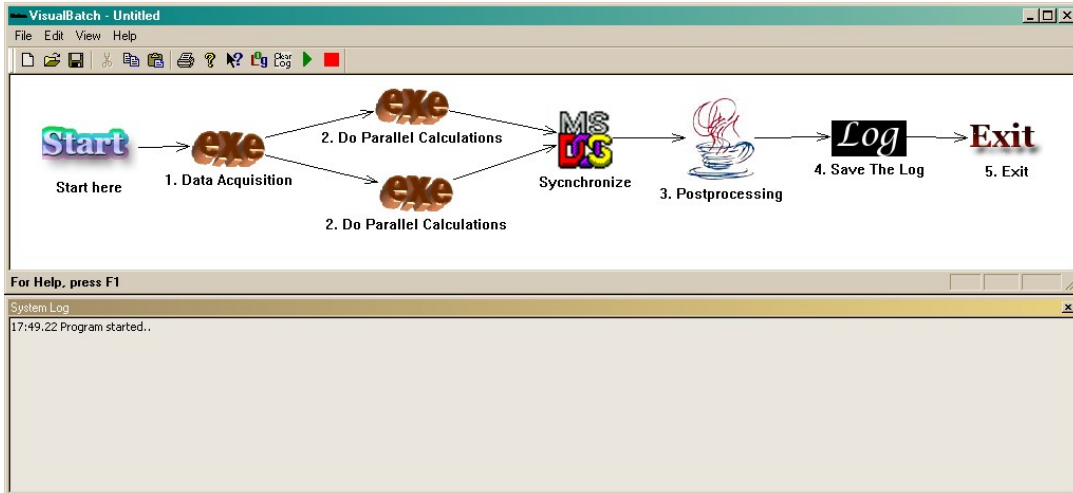 VisualBatch - Untitled
File Edit View Help
Log Clear Log
Start
Start here
exe
1. Data Acquisition
exe
2. Do Parallel Calculations
exe
2. Do Parallel Calculations
MS
DOS
Sycnchronize
3. Postprocessing
Log
4. Save The Log
Exit
5. Exit
For Help, press F1
System Log
17:49.22 Program started..